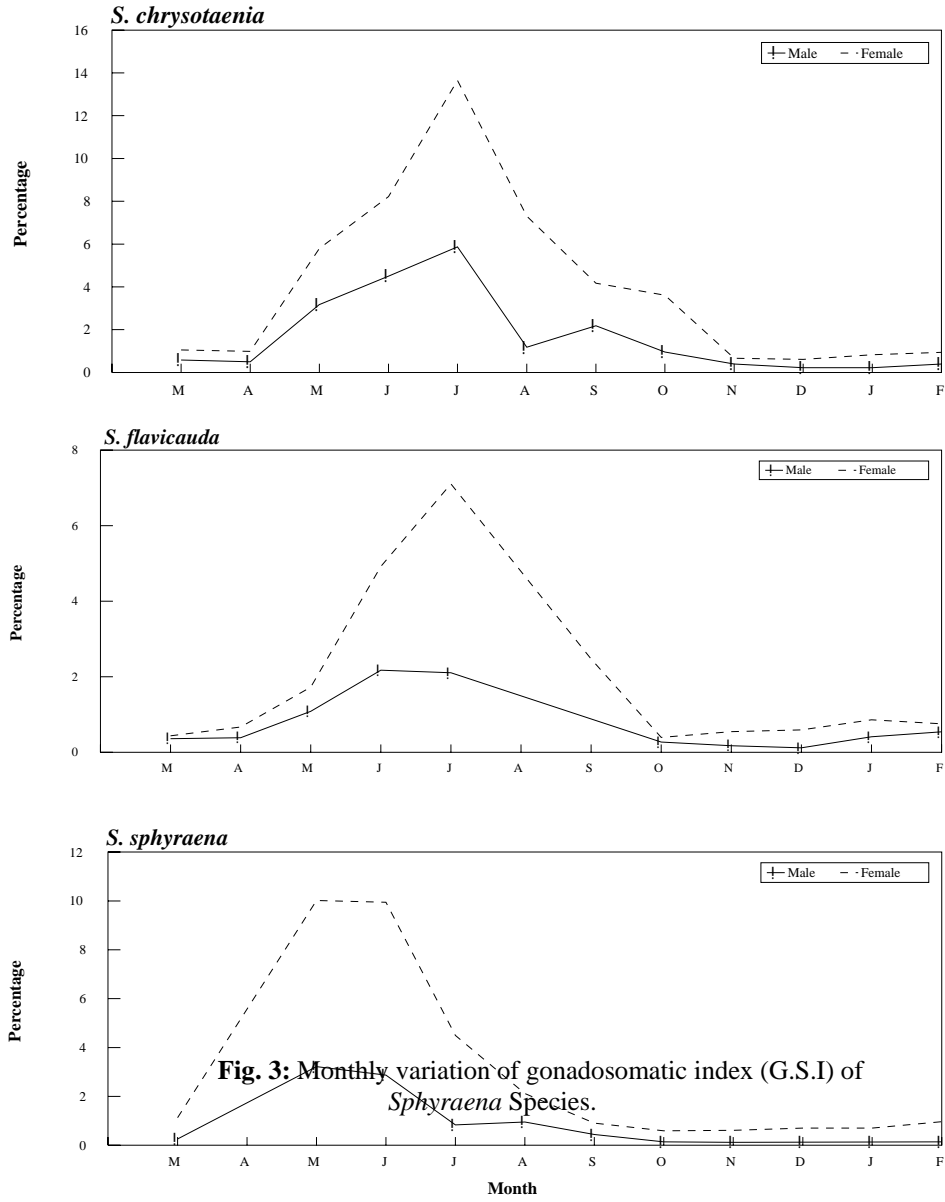 S. chrysotaenia
16
14
12
10
8
6
4
2
0
Percentage
Male Female
M A M J J A S O N D J F
S. flavicauda
8
6
4
2
0
Percentage
Male Female
M A M J J A S O N D J F
S. sphyraena
12
10
8
6
4
2
0
Percentage
Male Female
Fig. 3: Monthly variation of gonadosomatic index (G.S.I) of
Sphyraena Species.
M A M J J A S O N D J F
Month